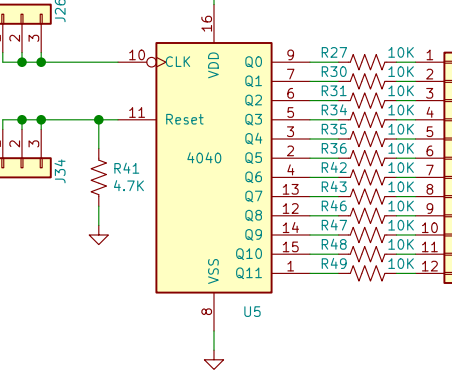 J26
1 2 3
16
VDD
10 CLK Q0 9 R27 10K 1
Q1 7 R30 10K 2
Q2 6 R31 10K 3
11 Reset Q3 5 R34 10K 4
Q4 3 R35 10K 5
1 2 3
4040 Q5 2 R36 10K 6
J34
R41 Q6 4 R42 10K 7
4.7K Q7 13 R43 10K 8
Q8 12 R46 10K 9
Q9 14 R47 10K 10
Q10 15 R48 10K 11
Q11 1 R49 10K 12
VSS
8
U5